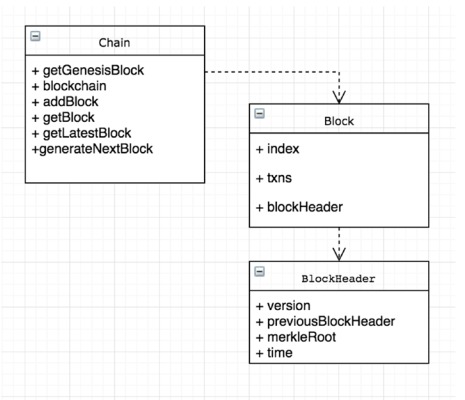 Chain
+ getGenesisBlock
+ blockchain
+ addBlock
+ getBlock
+ getLatestBlock
+generateNextBlock
Block
+ index
+ txns
+ blockHeader
BlockHeader
+ version
+ previousBlockHeader
+ merkleRoot
+ time